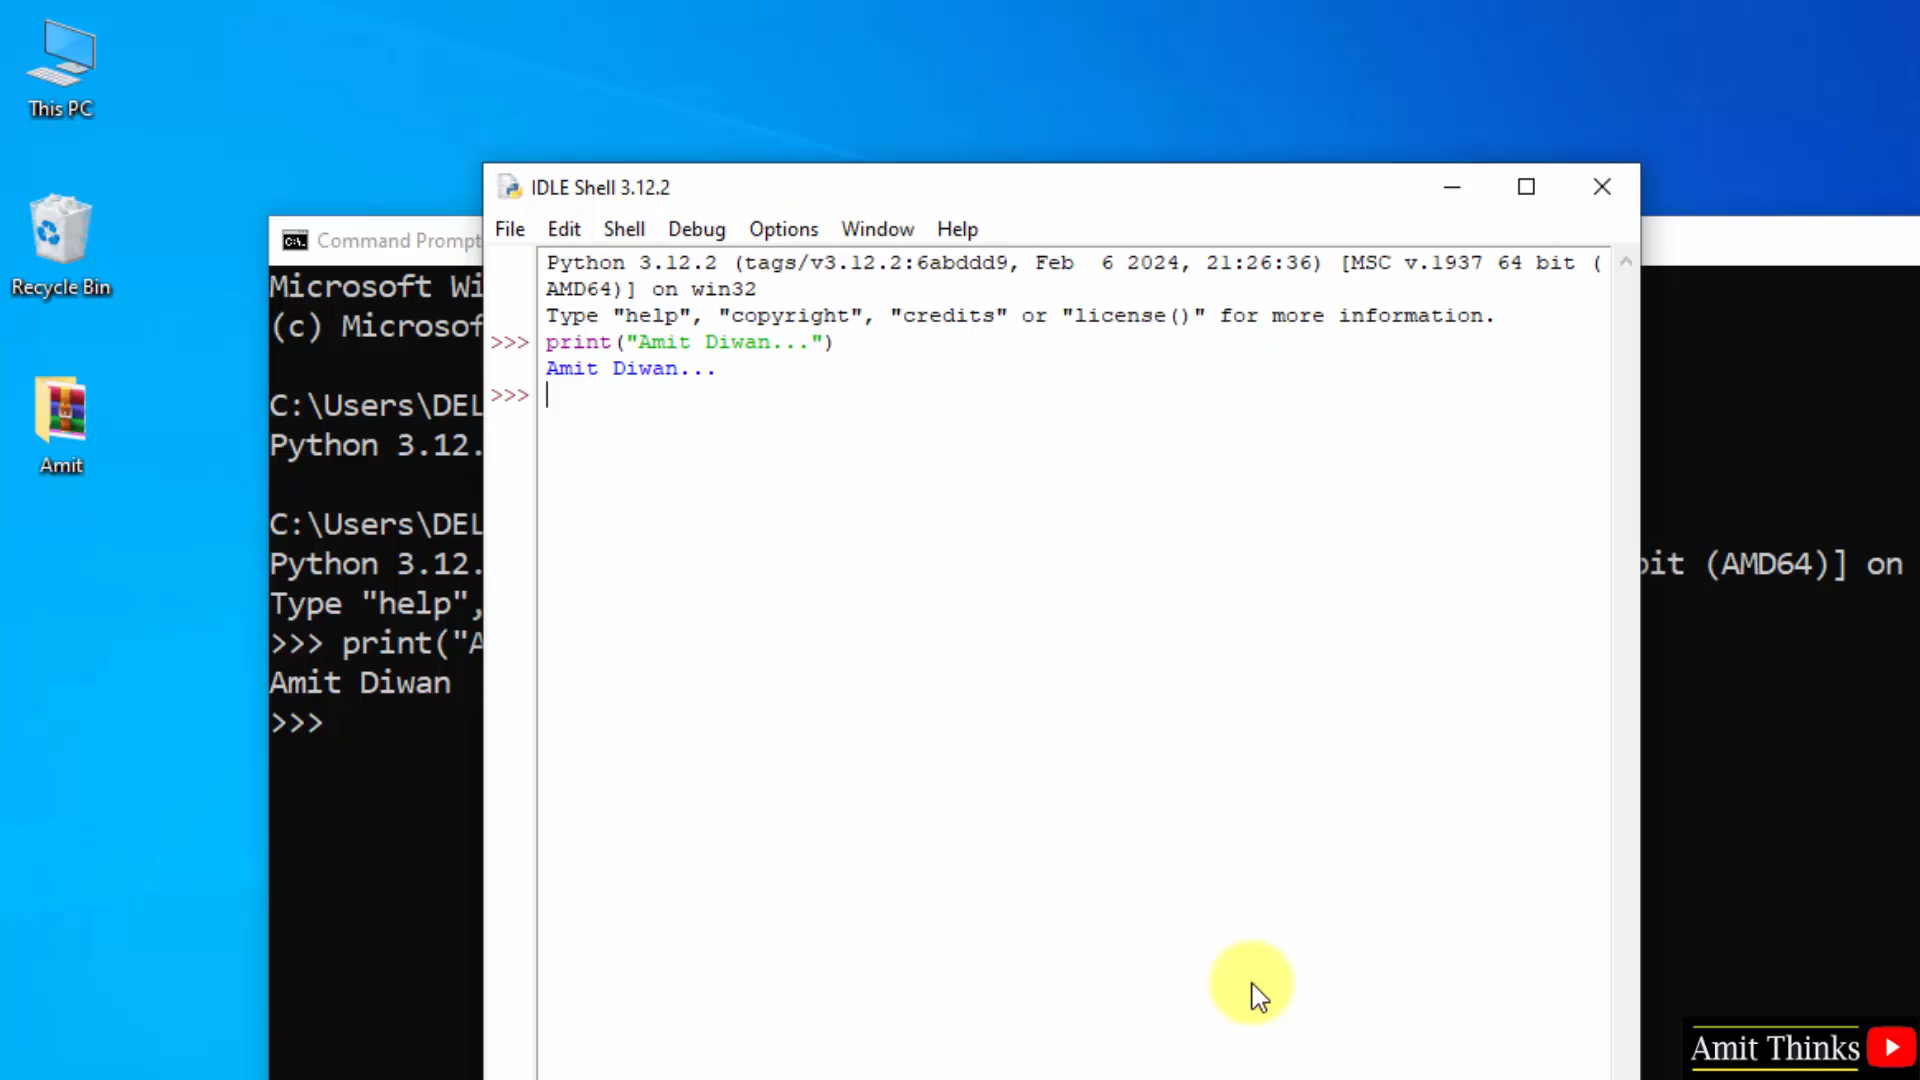 This PC
Recycle Bin
Amit
IDLE Shell 3.12.2
File Edit Shell Debug Options Window Help
Python 3.12.2 (tags/v3.12.2:6abddd9, Feb  6 2024, 21:26:36) [MSC v.1937 64 bit (
AMD64)] on win32
Type "help", "copyright", "credits" or "license()" for more information.
>>> print("Amit Diwan...")
Amit Diwan...
>>>
Command Prompt
Microsoft Wi
(c) Microsof
C:\Users\DEL
Python 3.12.
C:\Users\DEL
Python 3.12. bit (AMD64)] on
Type "help",
>>> print("A
Amit Diwan
>>>
Amit Thinks